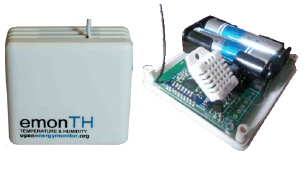 emonTH
TEMPERATURE & HUMIDITY
openenergymonitor.org